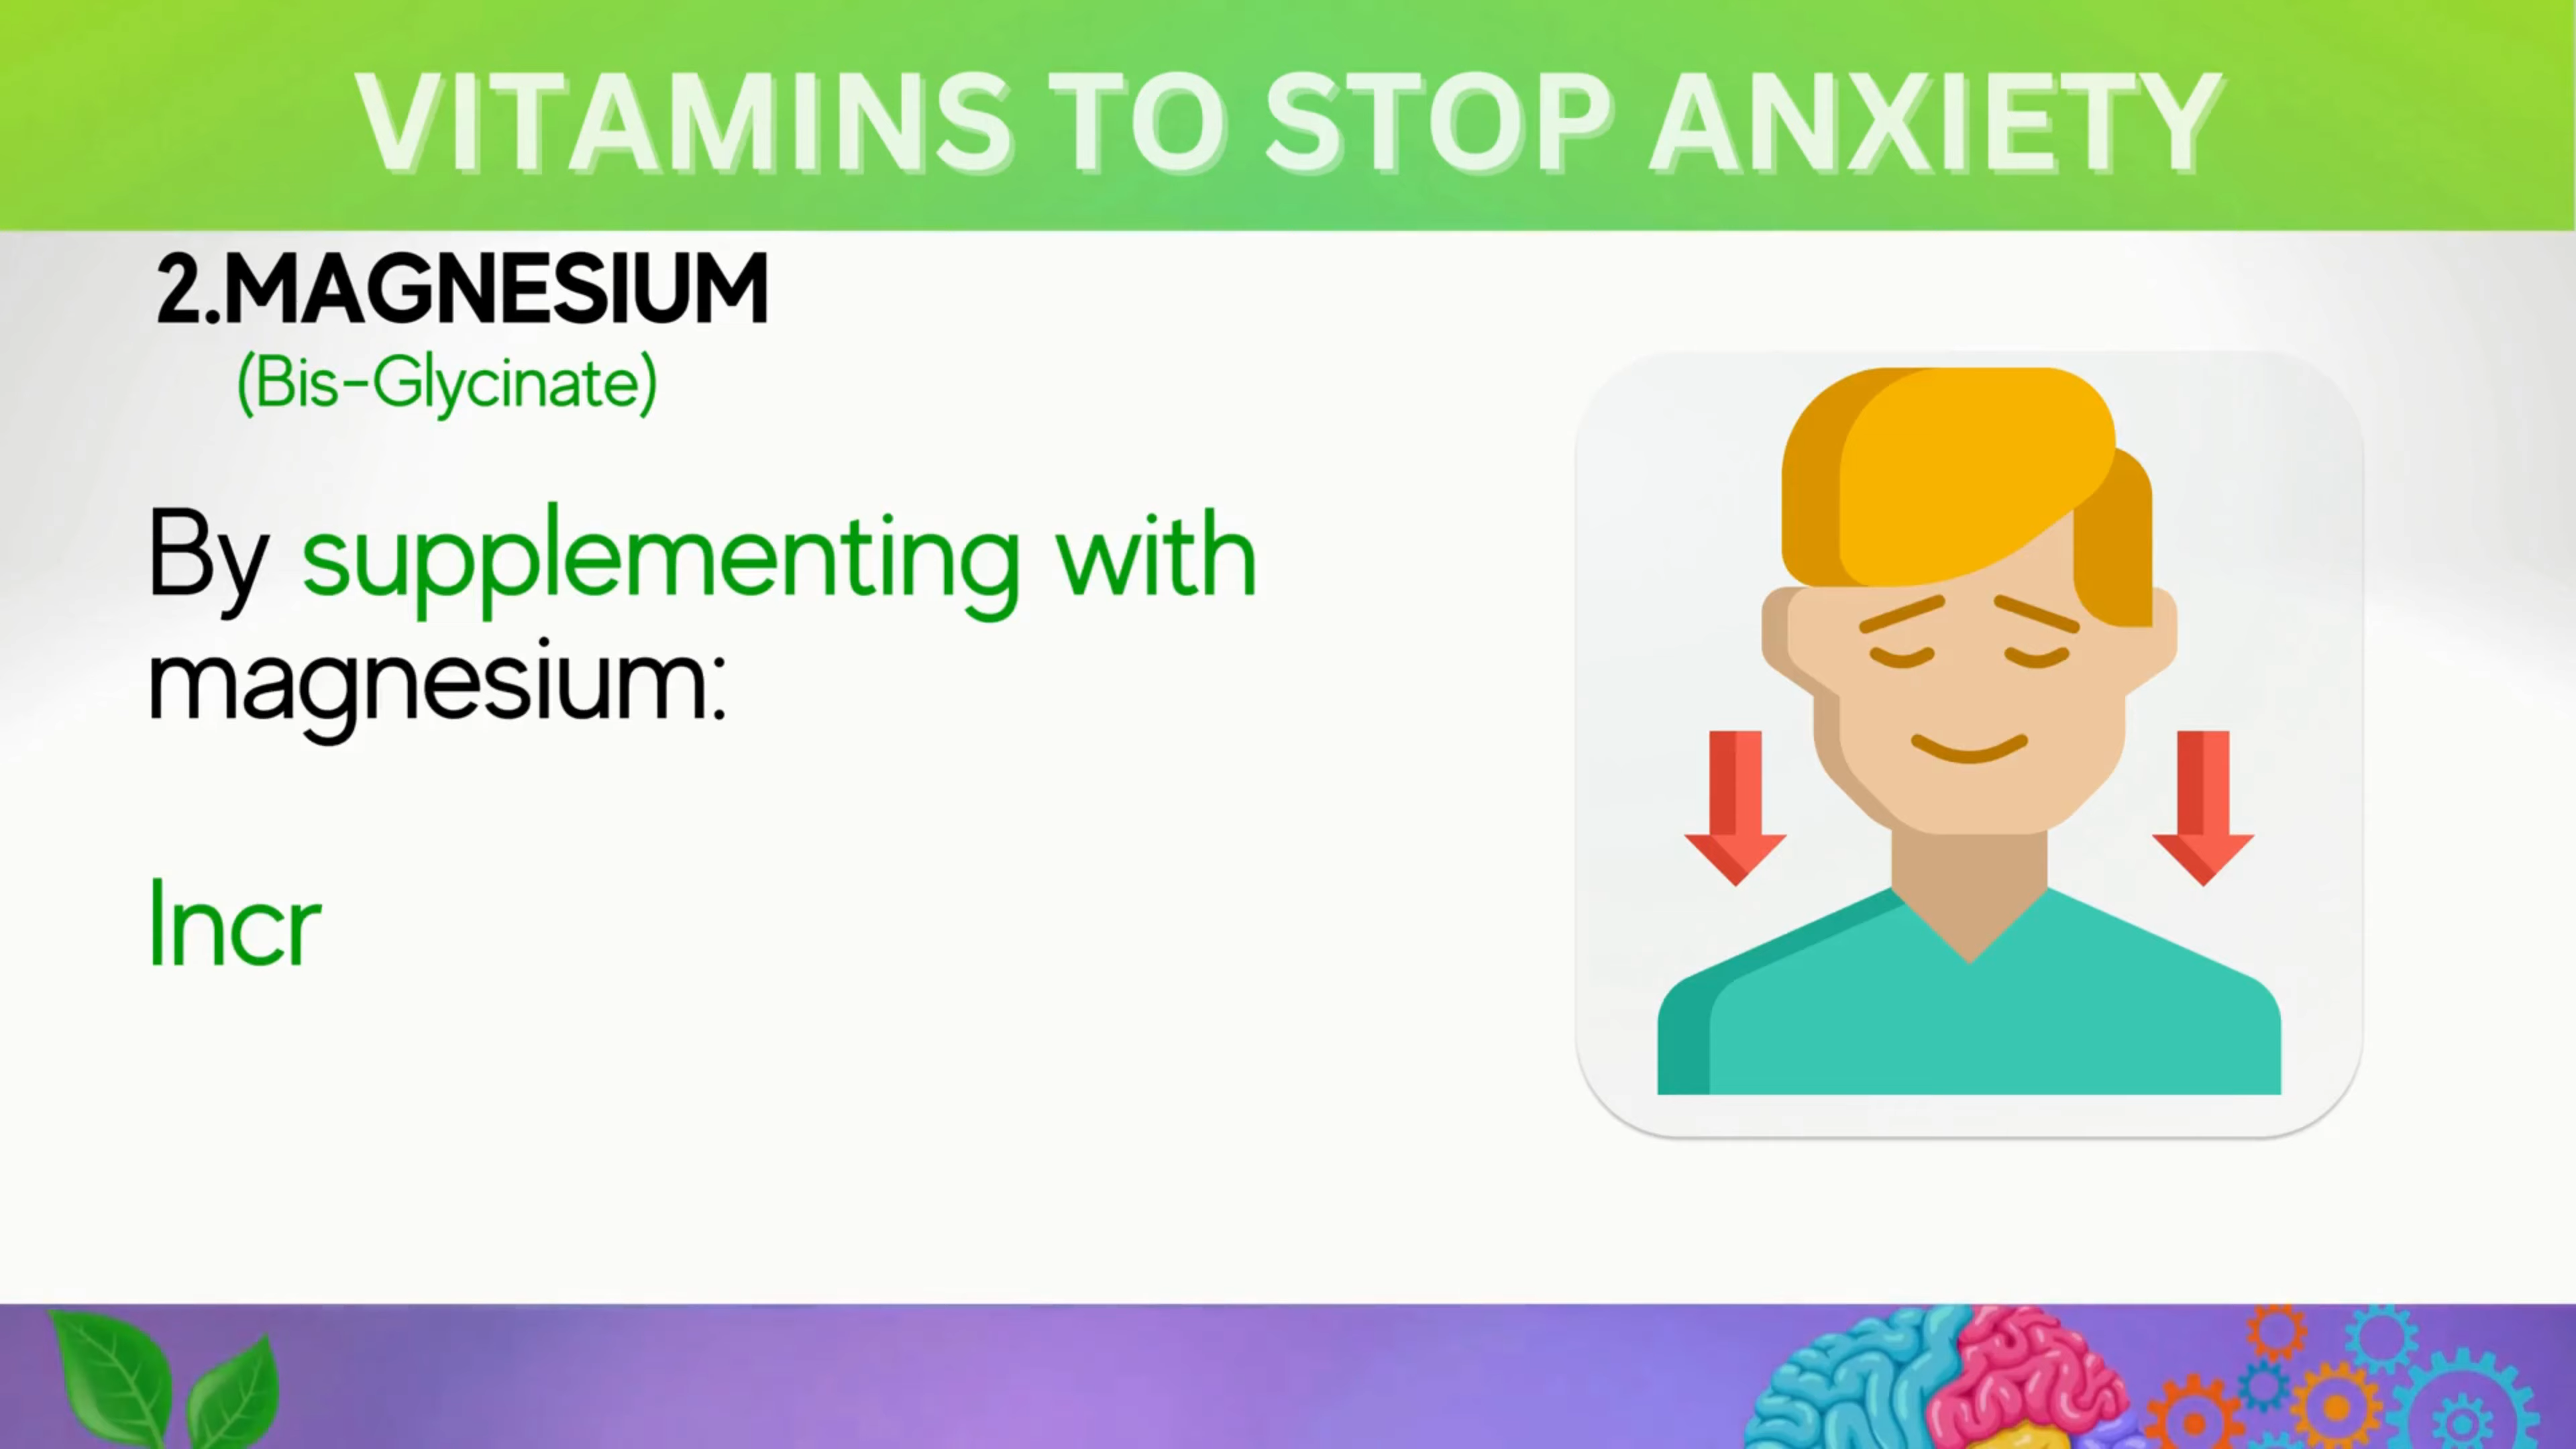 VITAMINS TO STOP ANXIETY
2.MAGNESIUM
(Bis-Glycinate)
By supplementing with
magnesium:
Incr